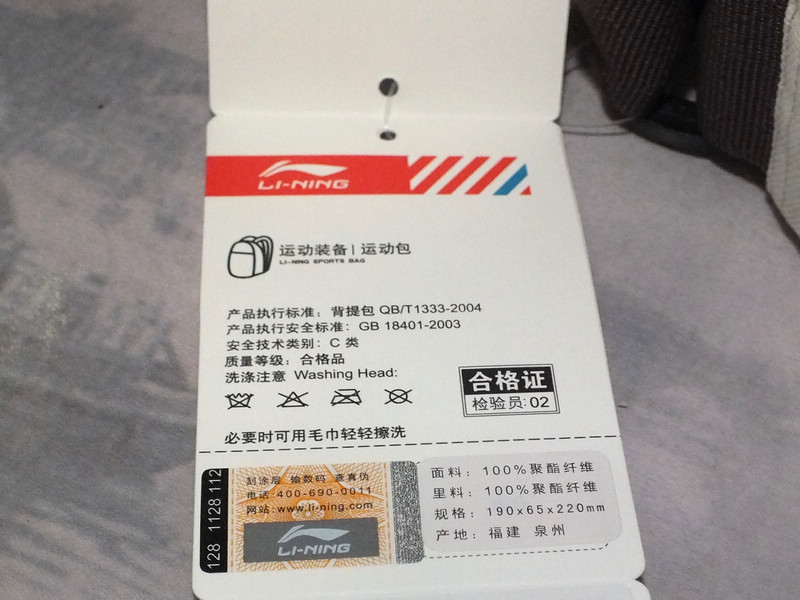 LI-NING
运动装备 | 运动包
LI-NING SPORTS BAG
产品执行标准：背提包 QB/T1333-2004
产品执行安全标准：GB 18401-2003
安全技术类别：C 类
质量等级：合格品
洗涤注意 Washing Head:
合格证
检验员:02
必要时可用毛巾轻轻擦洗
128 1128 112
刮涂层 输数码 查真伪
电话·400-690-0011
网站:www.li-ning.com
LI-NING
面料：100%聚酯纤维
里料：100%聚酯纤维
规格：190x65x220mm
产地：福建 泉州